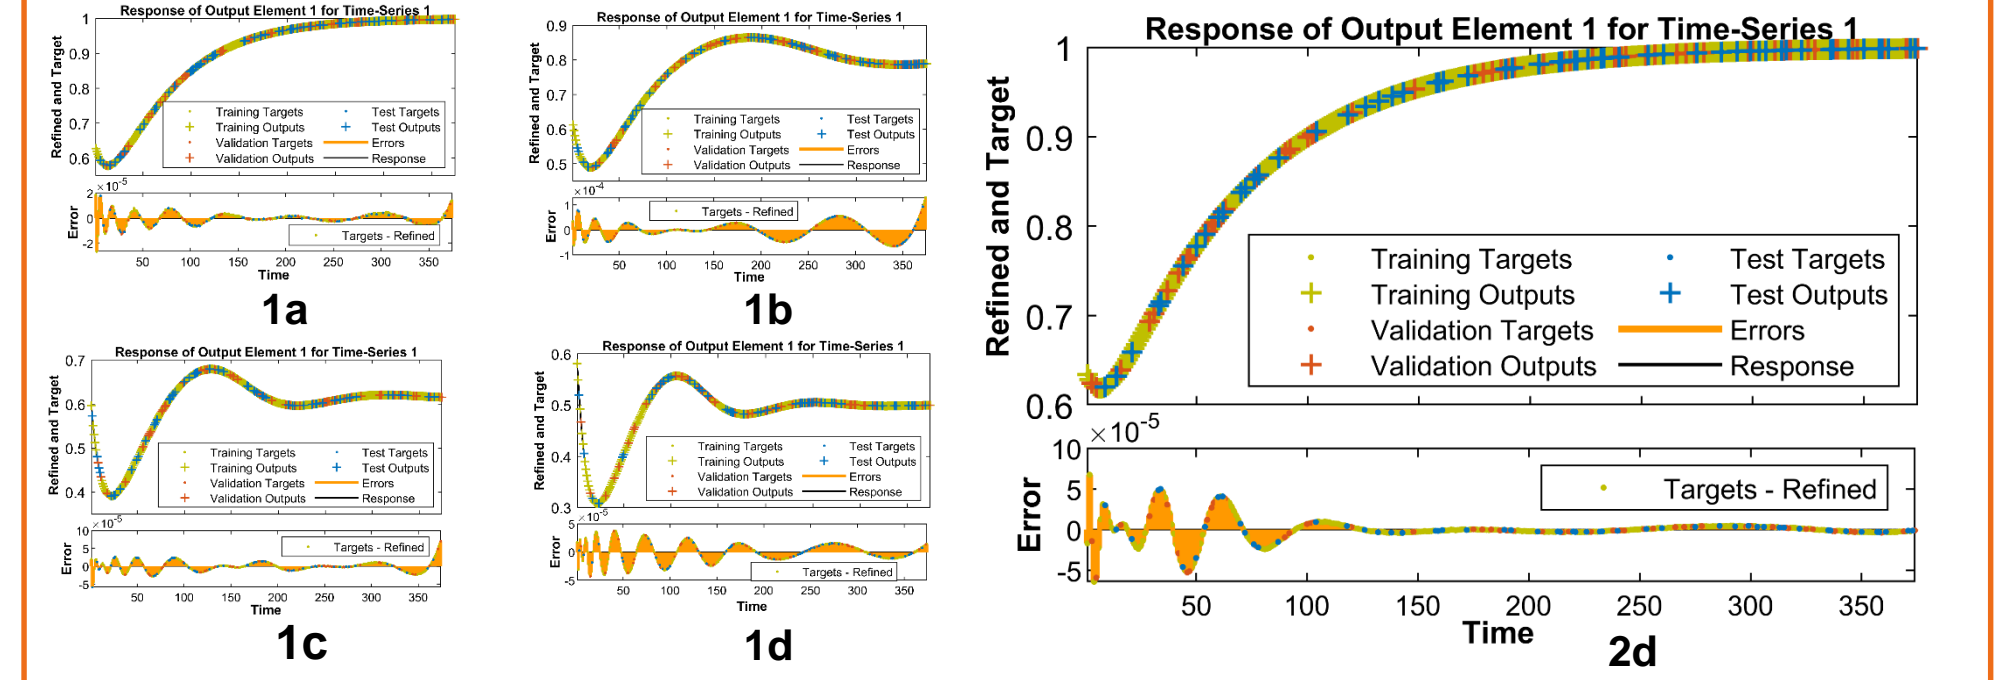 Response of Output Element 1 for Time-Series 1
Refined and Target
1
0.9
0.8
0.7
0.6
Training Targets
Training Outputs
Validation Targets
Validation Outputs
Test Targets
Test Outputs
Errors
Response
×10-5
Error
2
0
-2
Targets - Refined
50 100 150 200 250 300 350
Time
1a
Response of Output Element 1 for Time-Series 1
Refined and Target
0.9
0.8
0.7
0.6
0.5
Training Targets
Training Outputs
Validation Targets
Validation Outputs
Test Targets
Test Outputs
Errors
Response
×10-4
Error
1
0
-1
Targets - Refined
50 100 150 200 250 300 350
Time
1b
Response of Output Element 1 for Time-Series 1
Refined and Target
0.7
0.6
0.5
0.4
Training Targets
Training Outputs
Validation Targets
Validation Outputs
Test Targets
Test Outputs
Errors
Response
×10-5
Error
10
5
0
-5
Targets - Refined
50 100 150 200 250 300 350
Time
1c
Response of Output Element 1 for Time-Series 1
Refined and Target
0.6
0.5
0.4
0.3
Training Targets
Training Outputs
Validation Targets
Validation Outputs
Test Targets
Test Outputs
Errors
Response
×10-5
Error
5
0
-5
Targets - Refined
50 100 150 200 250 300 350
Time
1d
Response of Output Element 1 for Time-Series 1
Refined and Target
1
0.9
0.8
0.7
0.6
Training Targets
Training Outputs
Validation Targets
Validation Outputs
Test Targets
Test Outputs
Errors
Response
×10-5
Error
10
5
0
-5
Targets - Refined
50 100 150 200 250 300 350
Time
2d